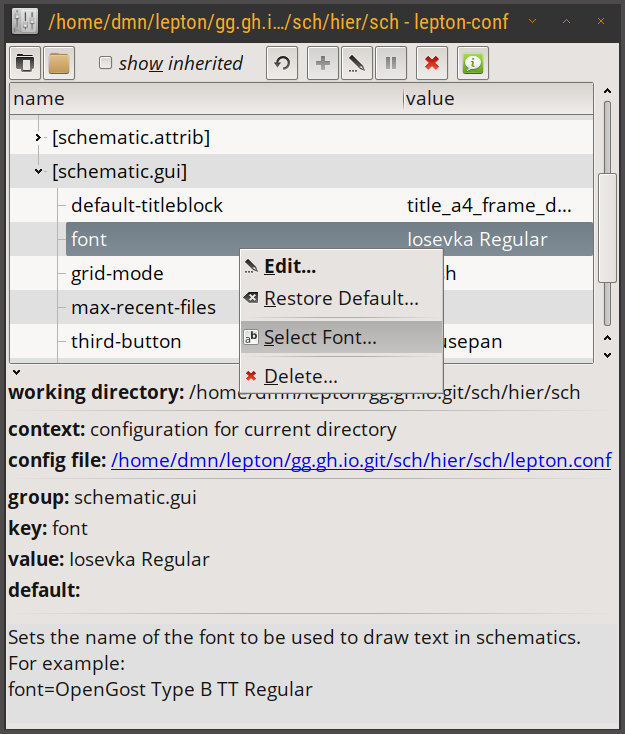 /home/dmn/lepton/gg.gh.i.../sch/hier/sch - lepton-conf
show inherited
name value
[schematic.attrib]
[schematic.gui]
default-titleblock title_a4_frame_d...
font Iosevka Regular
grid-mode
max-recent-files
third-button
Edit...
Restore Default...
ab Select Font...
Delete...
working directory: /home/dmn/lepton/gg.gh.io.git/sch/hier/sch
context: configuration for current directory
config file: /home/dmn/lepton/gg.gh.io.git/sch/hier/sch/lepton.conf
group: schematic.gui
key: font
value: Iosevka Regular
default:
Sets the name of the font to be used to draw text in schematics.
For example:
font=OpenGost Type B TT Regular